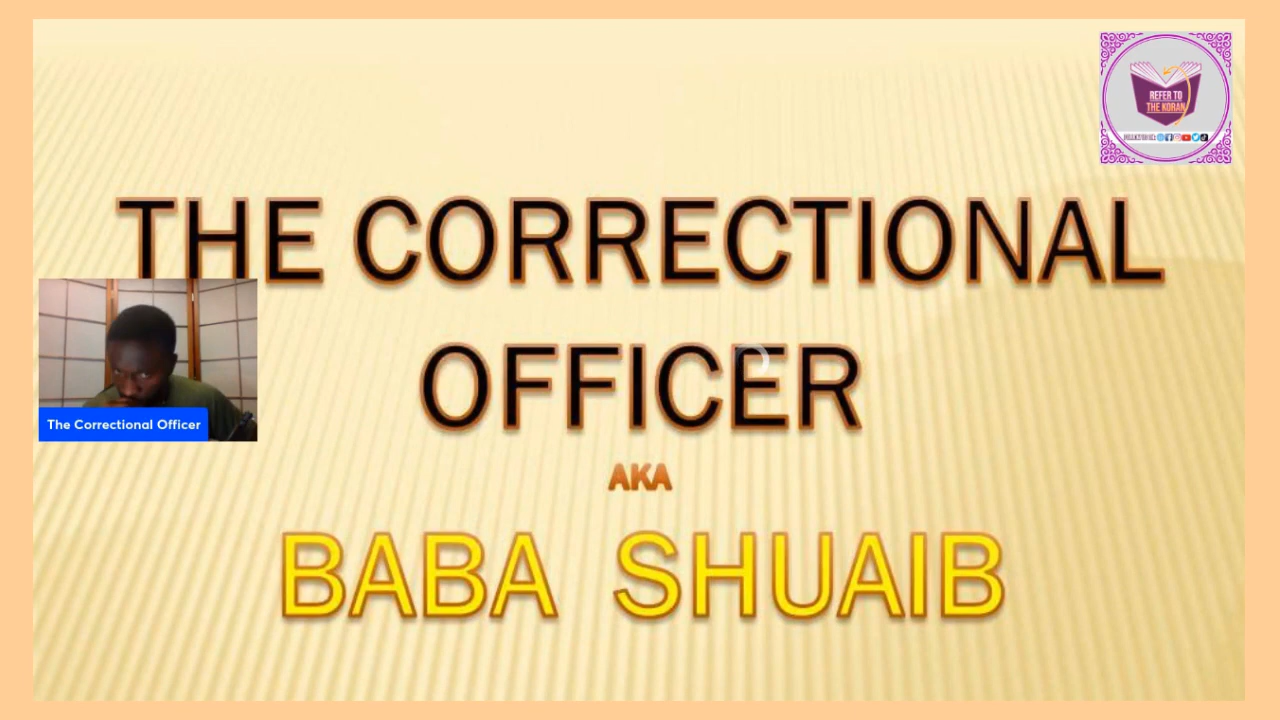 REFER TO
THE KORAN
THE CORRECTIONAL
OFFICER
The Correctional Officer
AKA
BABA SHUAIB